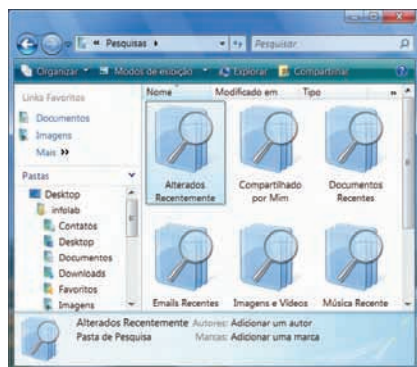 « Pesquisas
Pesquisar
Organizar Modos de exibição Explorar Compartilhar
Links Favoritos
Nome Modificado em Tipo »
Documentos
Imagens
Mais »
Pastas
Desktop
infolab
Contatos
Desktop
Documentos
Downloads
Favoritos
Imagens
Alterados Recentemente
Compartilhado por Mim
Documentos Recentes
Emails Recentes
Imagens e Vídeos
Música Recente
Alterados Recentemente Autores: Adicionar um autor
Pasta de Pesquisa Marcas: Adicionar uma marca